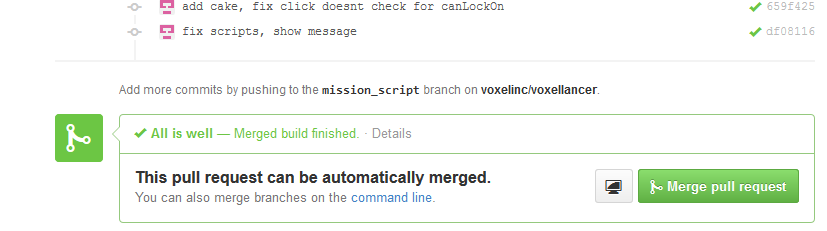 add cake, fix click doesnt check for canLockOn 659f425
fix scripts, show message df08116
Add more commits by pushing to the mission_script branch on voxelinc/voxellancer.
All is well — Merged build finished. · Details
This pull request can be automatically merged.
You can also merge branches on the command line.
Merge pull request